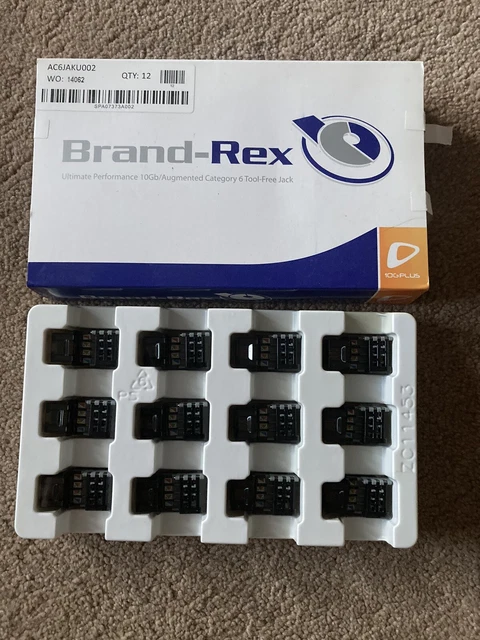 AC6JAKU002
QTY: 12
WO: 14062
SPA07373A002
Brand-Rex
Ultimate Performance 10Gb/Augmented Category 6 Tool-Free Jack
10GPLUS
PS
2011453